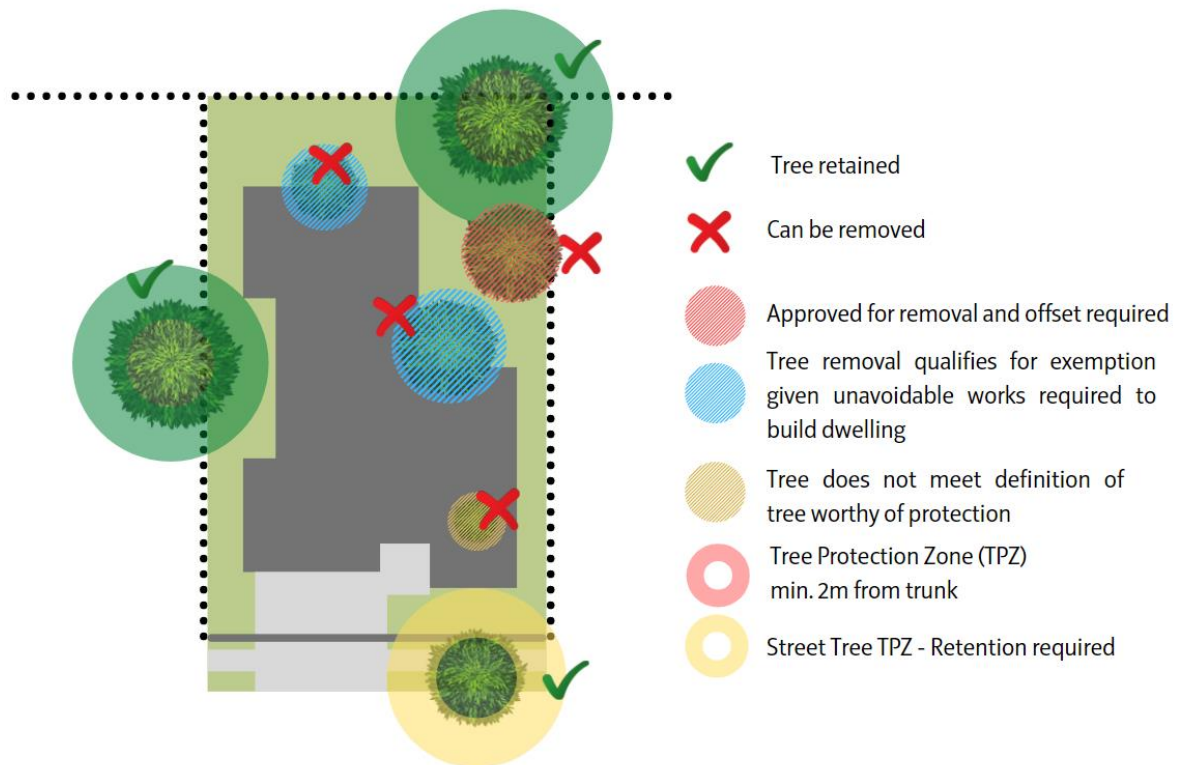 Tree retained
Can be removed
Approved for removal and offset required
Tree removal qualifies for exemption
given unavoidable works required to
build dwelling
Tree does not meet definition of
tree worthy of protection
Tree Protection Zone (TPZ)
min. 2m from trunk
Street Tree TPZ - Retention required